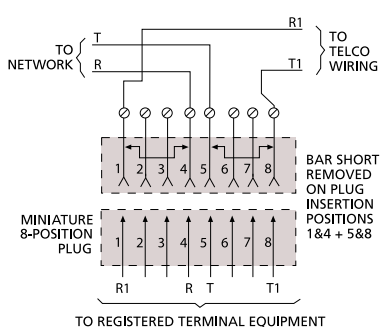 R1
TO
TELCO
WIRING
T1
TO
NETWORK
T
R
1 2 3 4 5 6 7 8
BAR SHORT
REMOVED
ON PLUG
INSERTION
POSITIONS
1&4 + 5&8
MINIATURE
8-POSITION
PLUG
1 2 3 4 5 6 7 8
R1 R T T1
TO REGISTERED TERMINAL EQUIPMENT